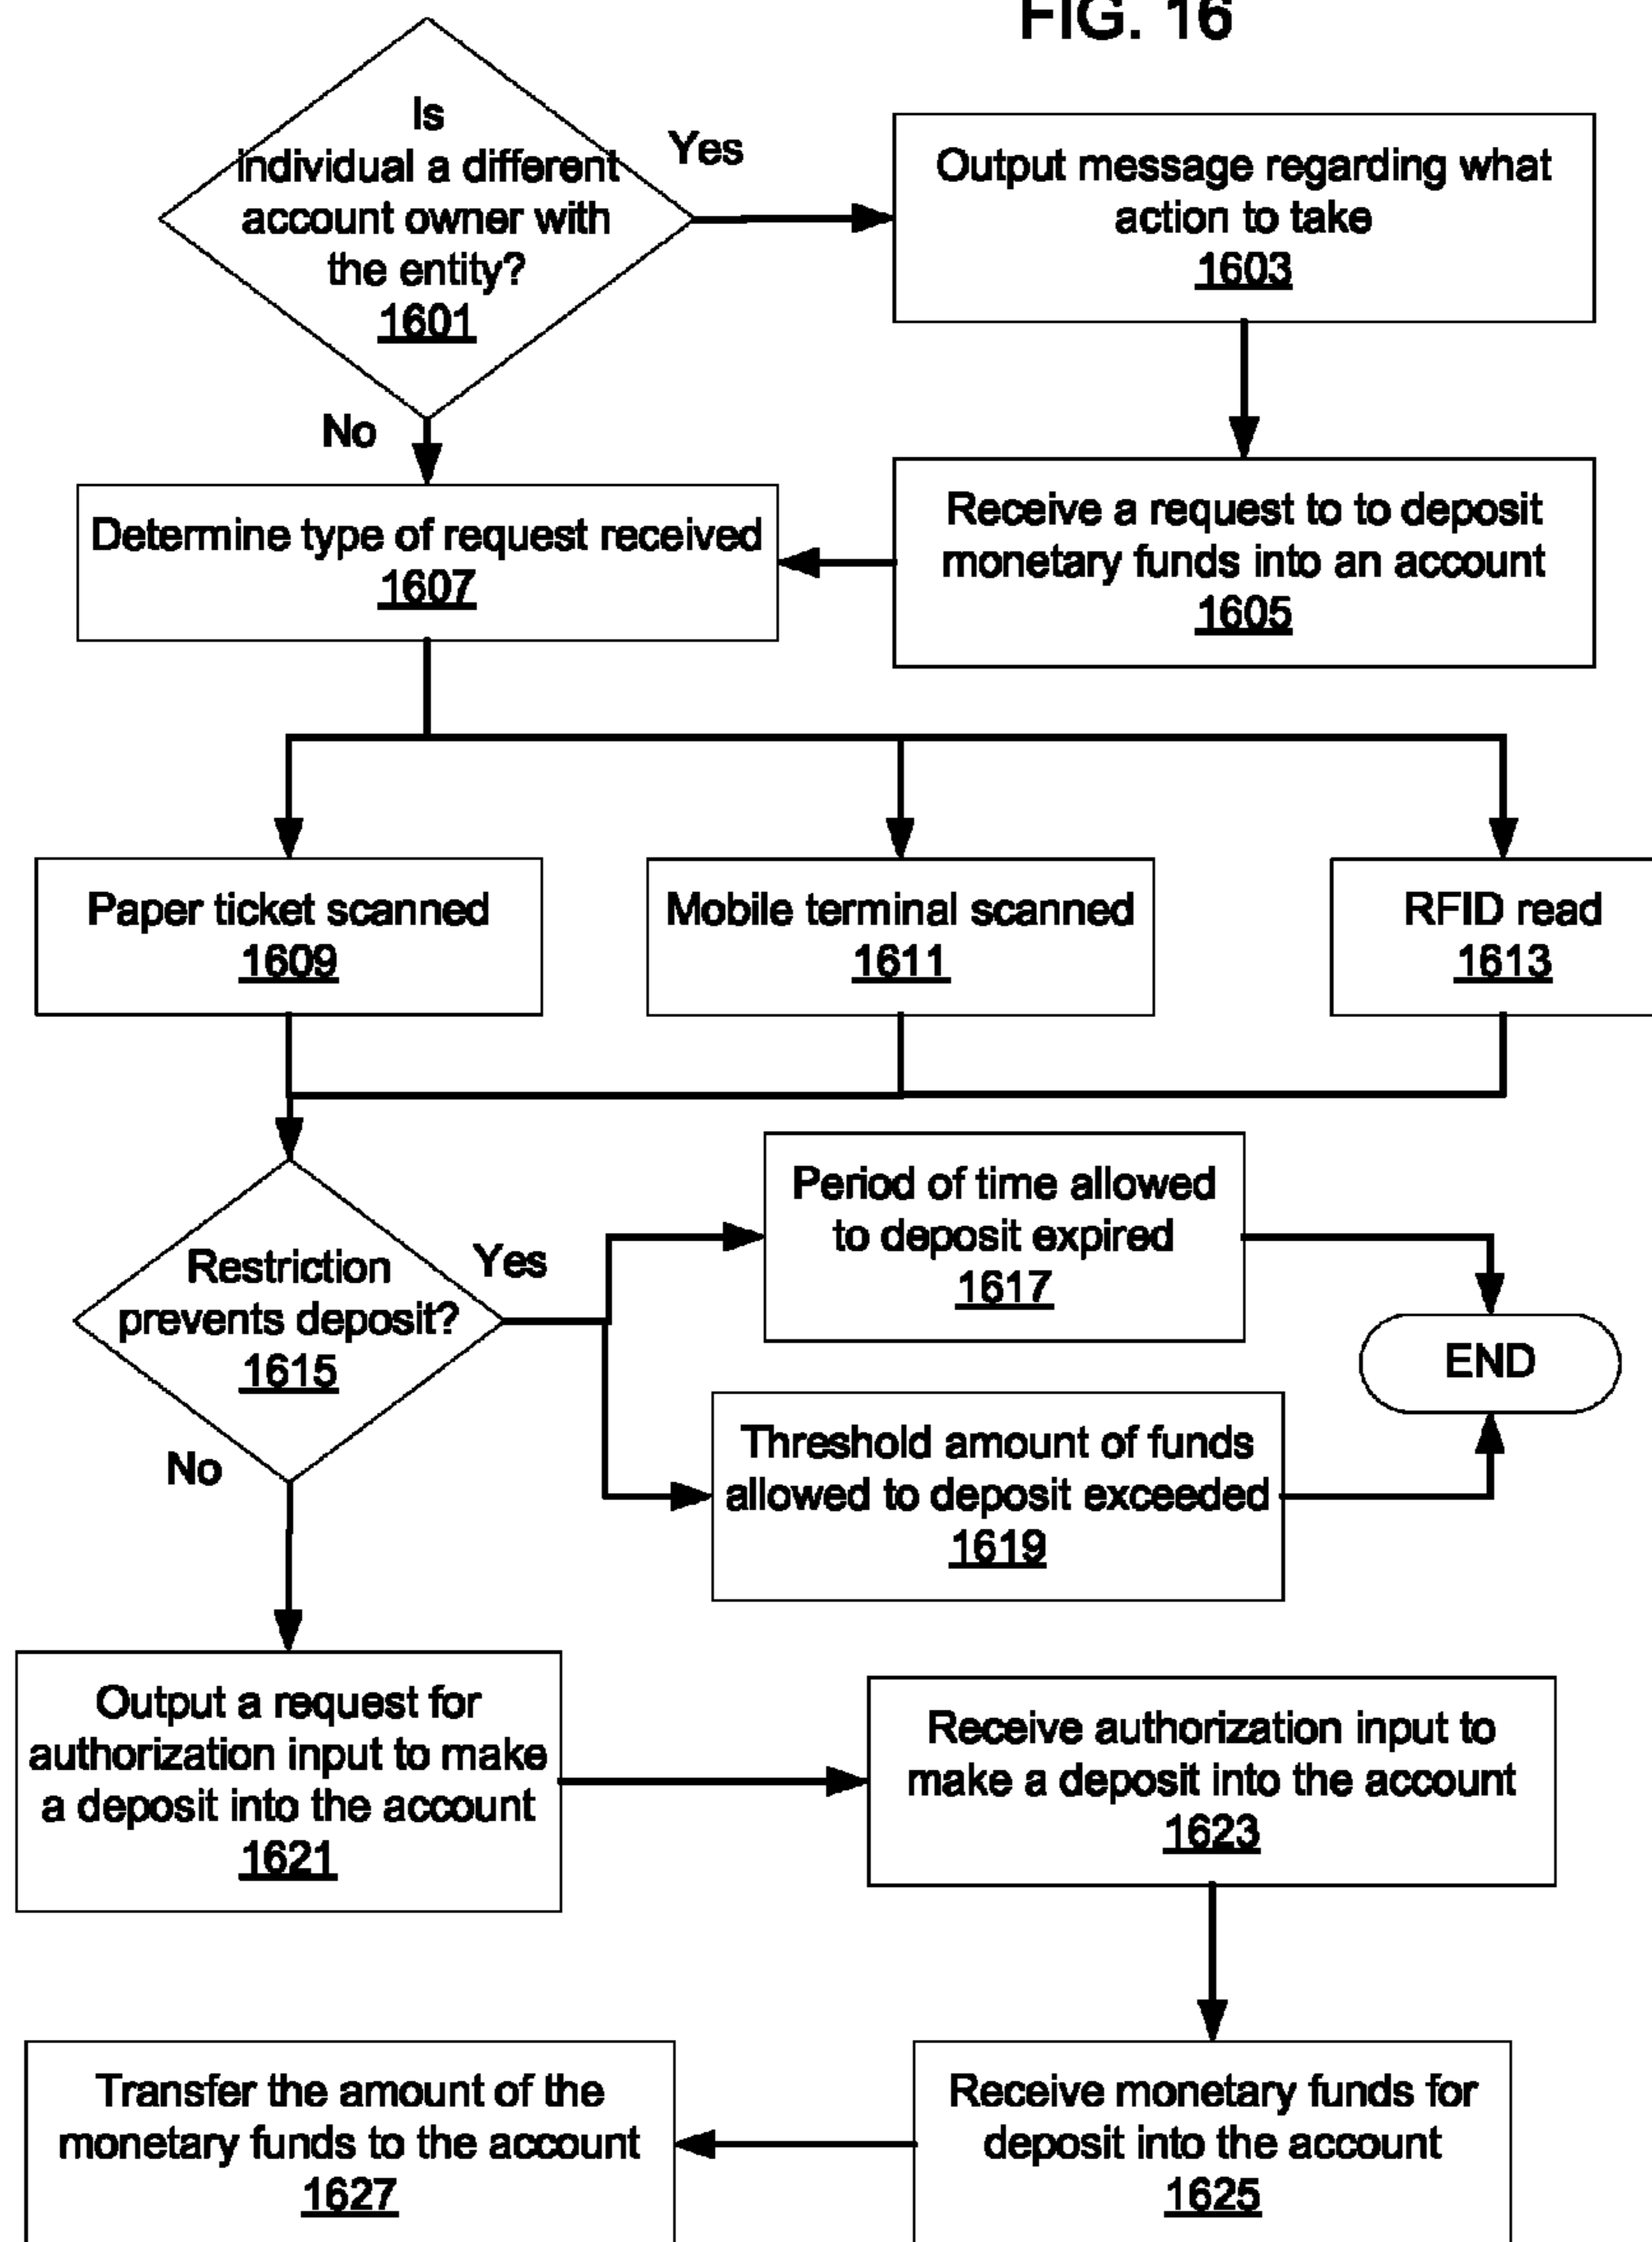 FIG. 16
Is
individual a different
account owner with
the entity?
1601
Yes
No
Output message regarding what
action to take
1603
Receive a request to to deposit
monetary funds into an account
1605
Determine type of request received
1607
Paper ticket scanned
1609
Mobile terminal scanned
1611
RFID read
1613
Restriction
prevents deposit?
1615
Yes
No
Period of time allowed
to deposit expired
1617
Threshold amount of funds
allowed to deposit exceeded
1619
END
Output a request for
authorization input to make
a deposit into the account
1621
Receive authorization input to
make a deposit into the account
1623
Receive monetary funds for
deposit into the account
1625
Transfer the amount of the
monetary funds to the account
1627